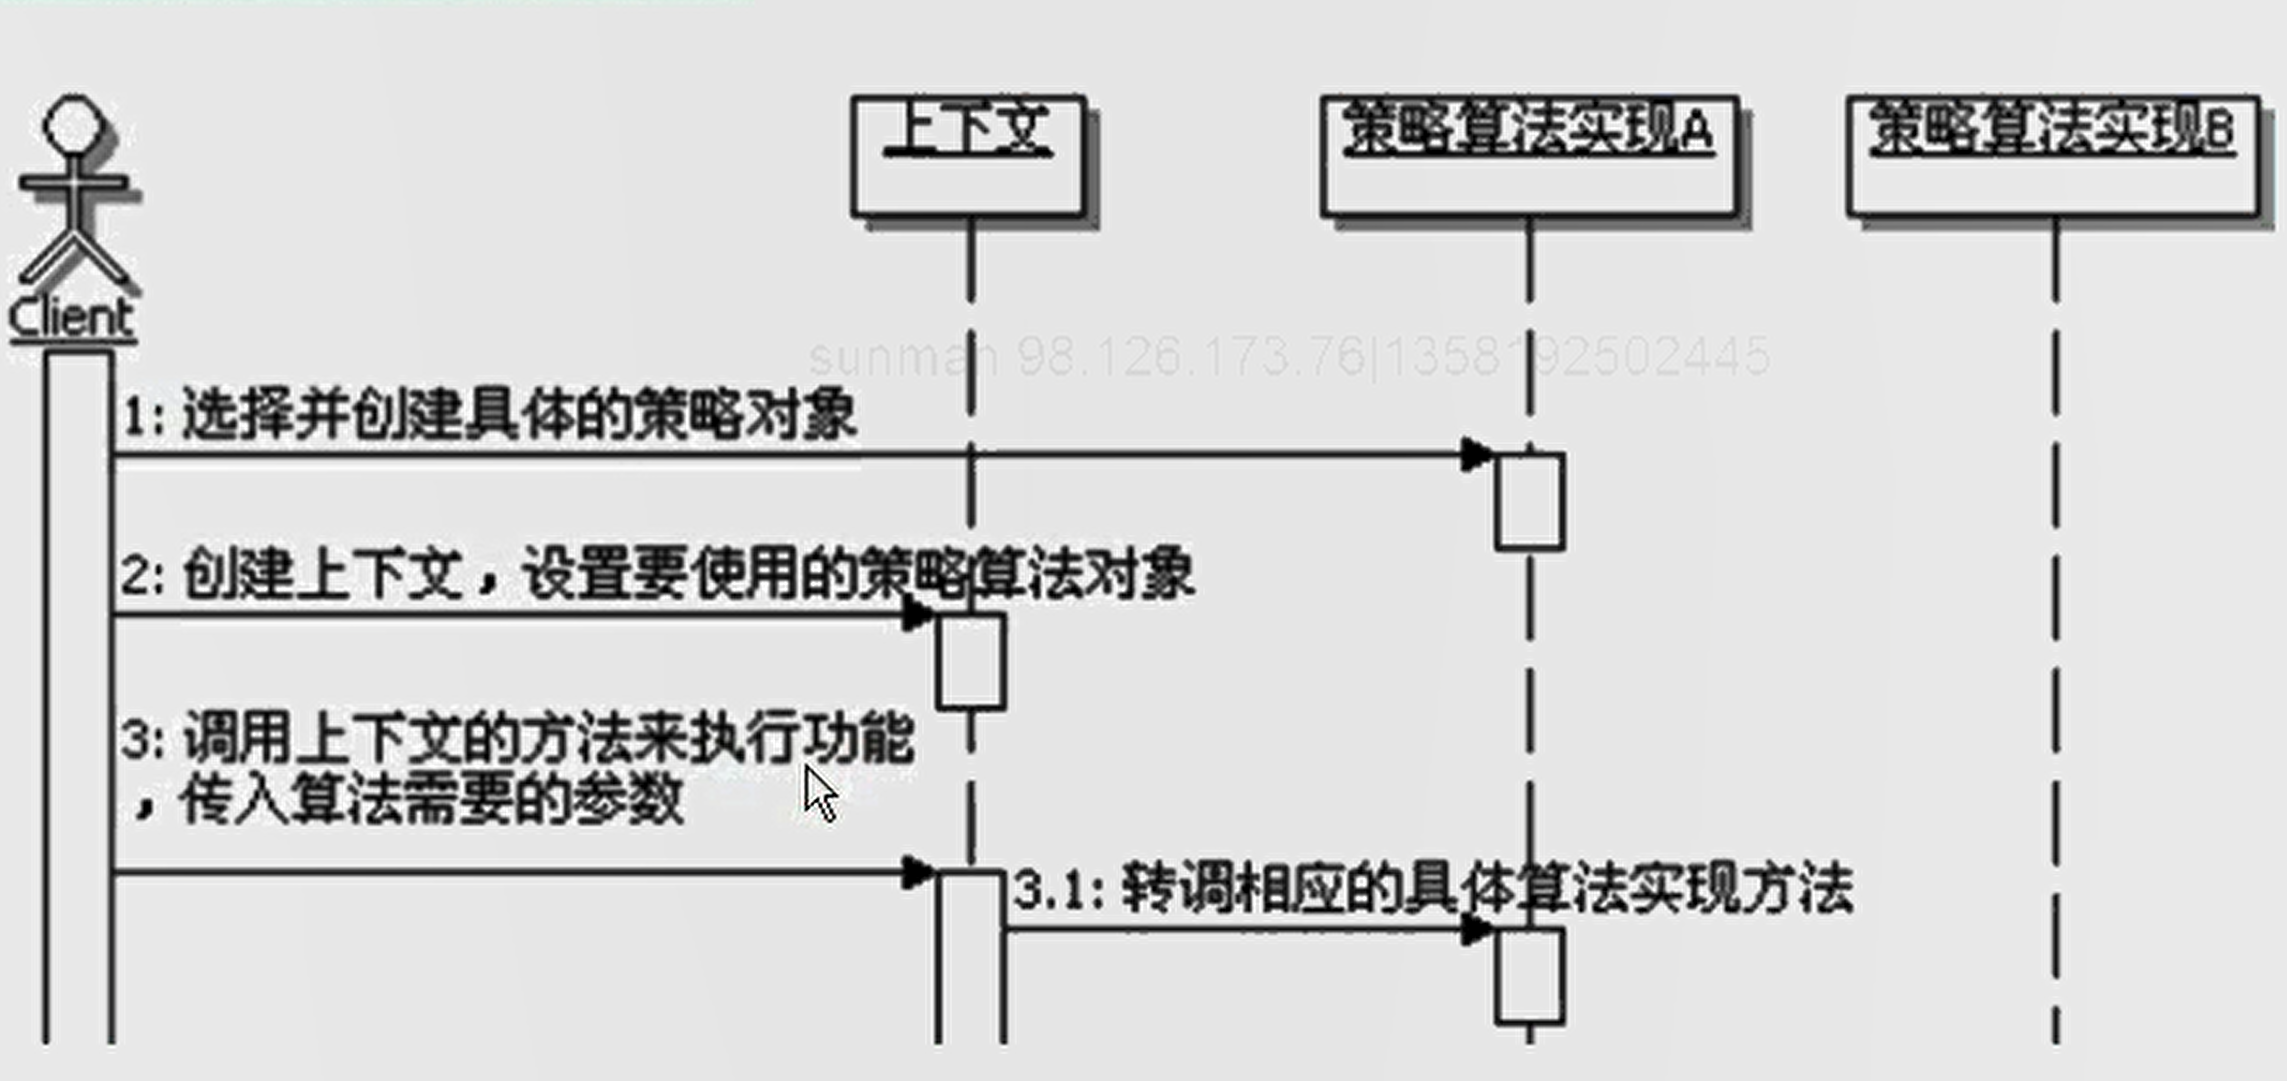 上下文
策略算法实现A
策略算法实现B
Client
sunman 98.126.173.76|1358192502445
1: 选择并创建具体的策略对象
2: 创建上下文，设置要使用的策略算法对象
3: 调用上下文的方法来执行功能
，传入算法需要的参数
3.1: 转调相应的具体算法实现方法